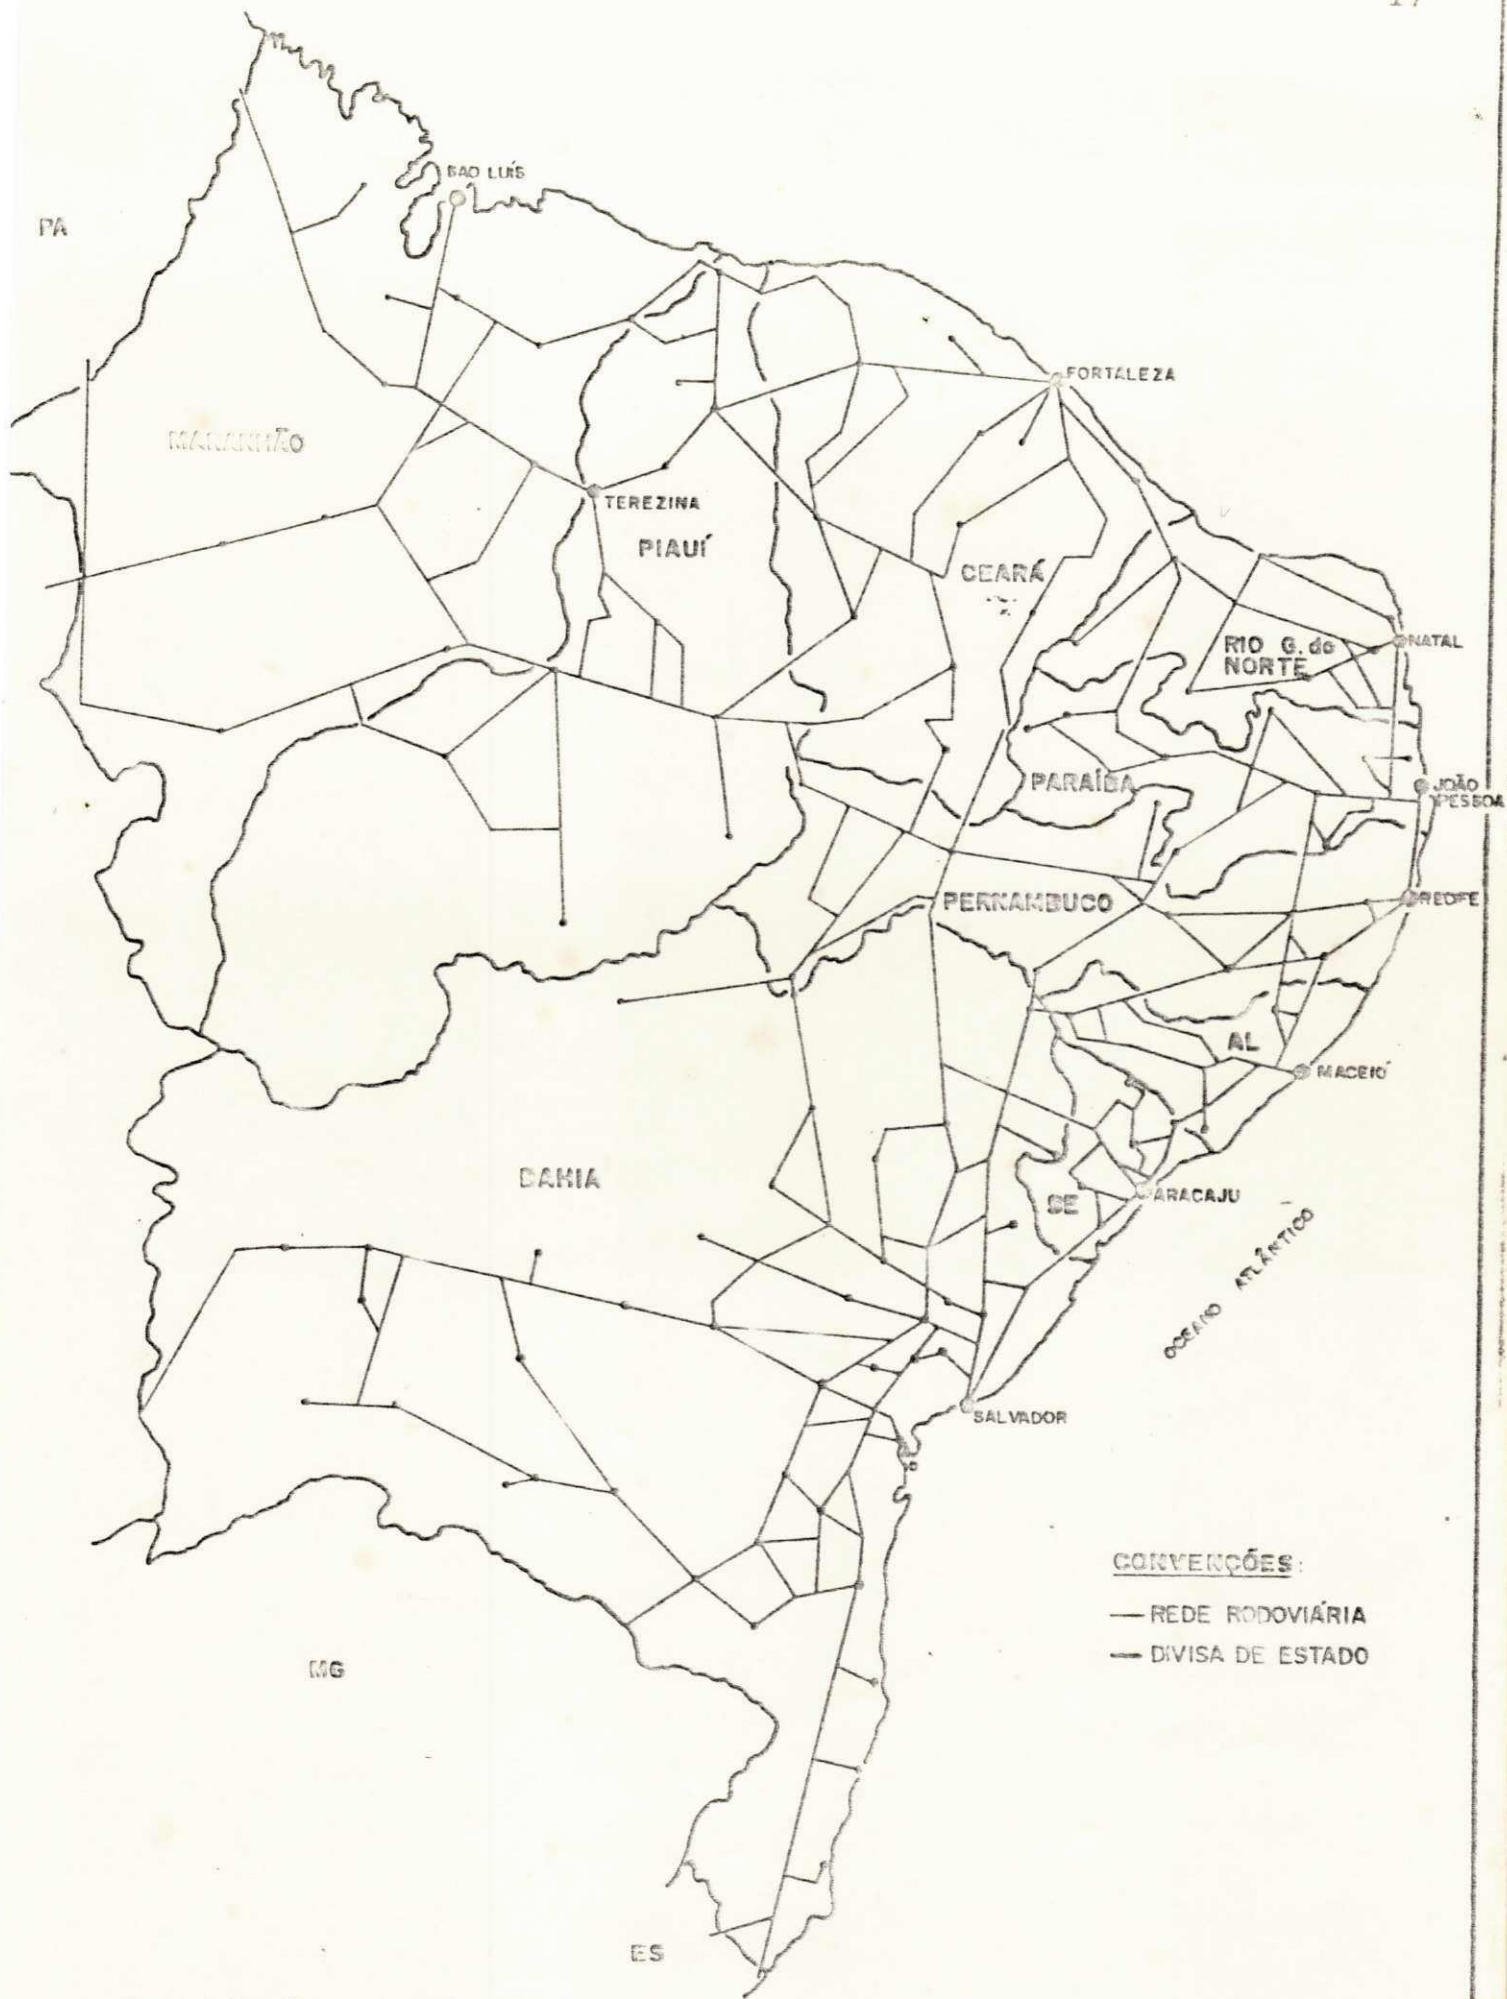 17
SÃO LUÍS
PA
FORTALEZA
MARANHÃO
TEREZINA
PIAUÍ
CEARÁ
RIO G. do
NORTE
NATAL
PARAÍBA
JOÃO
PESSOA
PERNAMBUCO
RECIFE
AL
MACEIÓ
BAHIA
SE
ARACAJU
OCEANO ATLÂNTICO
SALVADOR
CONVENÇÕES:
— REDE RODOVIÁRIA
— DIVISA DE ESTADO
MG
ES